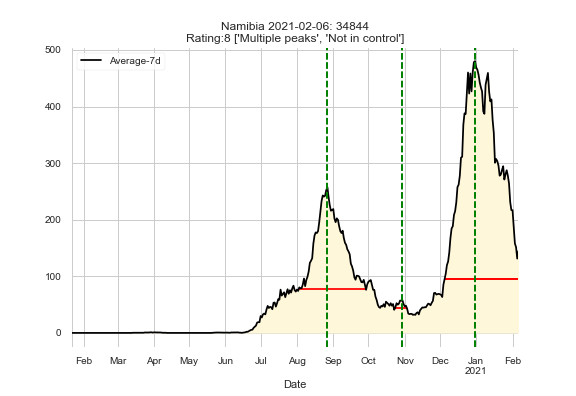 Namibia 2021-02-06: 34844
Rating:8 ['Multiple peaks', 'Not in control']
Average-7d
500
400
300
200
100
0
Feb Mar Apr May Jun Jul Aug Sep Oct Nov Dec Jan Feb
2021
Date